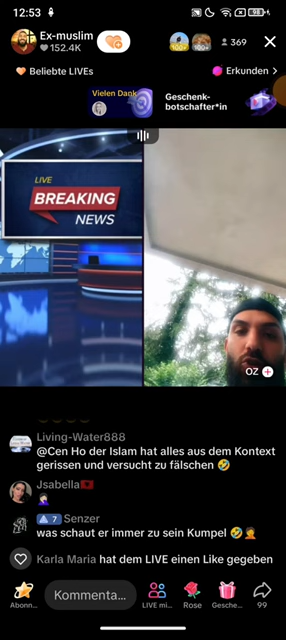 12:53
98
Ex-muslim
152.4K
100+
100+
369
Beliebte LIVEs
Erkunden >
Vielen Dank
Geschenk-
botschafter*in
LIVE
BREAKING
NEWS
OZ
Living-Water888
@Cen Ho der Islam hat alles aus dem Kontext
gerissen und versucht zu fälschen 🤣
Jsabella🇦🇱
🤦🏻‍♀️
7 Senzer
was schaut er immer zu sein Kumpel 🤣🤦
Karla Maria hat dem LIVE einen Like gegeben
Kommenta...
Abonn...
LIVE mi...
Rose
Gesche...
99